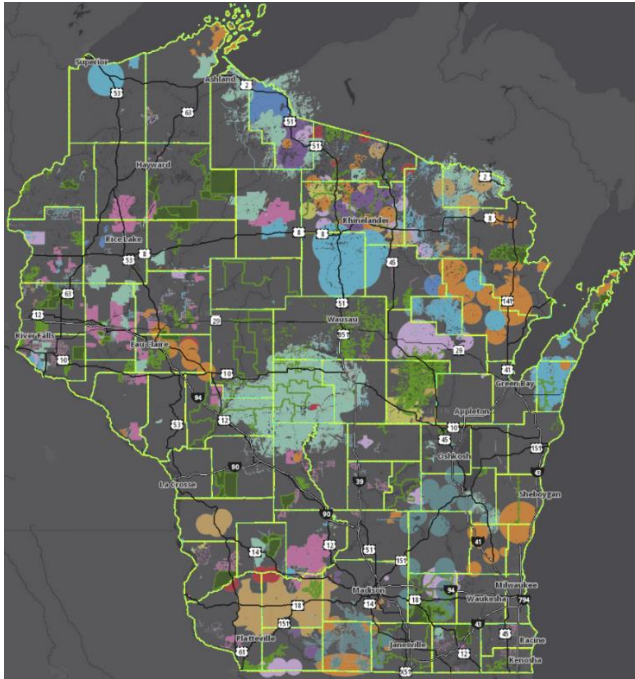 Superior
2
Ashland
53
2
63
51
51
Hayward
2
Rhinelander
8
Rice Lake
8
8
8
53
45
63
51
141
12
29
Wausau
River Falls
Eau Claire
29
10
10
94
Green Bay
41
12
Appleton
53
10
45
151
90
Oshkosh
43
La Crosse
39
Sheboygan
90
41
14
12
51
151
94
Milwaukee
Madison
18
14
18
Waukesha
794
151
43
Platteville
45
Racine
61
Janesville
12
Kenosha